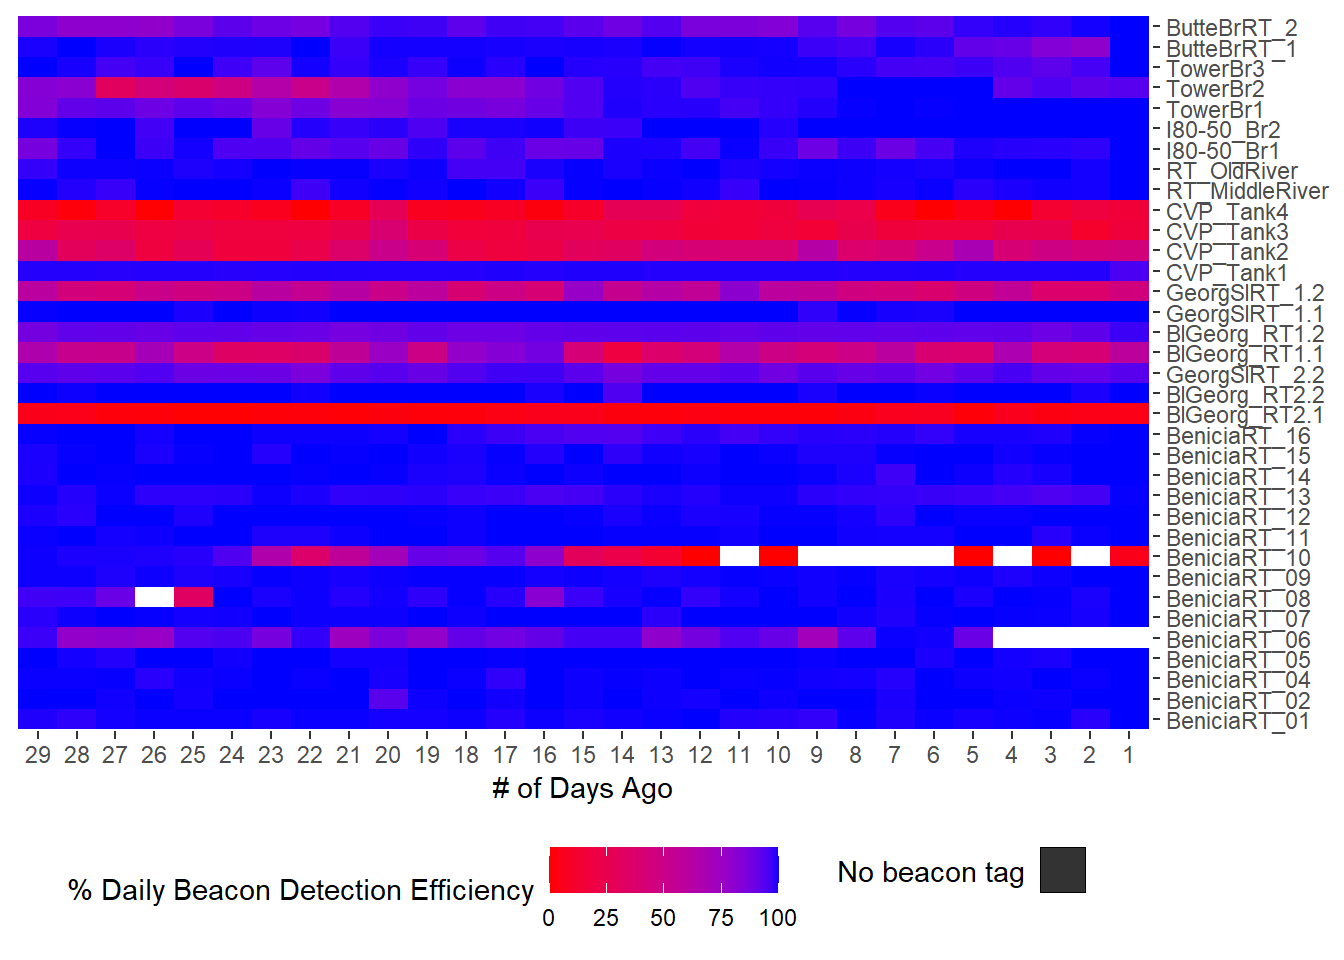 ButteBrRT_2
ButteBrRT_1
TowerBr3
TowerBr2
TowerBr1
I80-50_Br2
I80-50_Br1
RT_OldRiver
RT_MiddleRiver
CVP_Tank4
CVP_Tank3
CVP_Tank2
CVP_Tank1
GeorgSlRT_1.2
GeorgSlRT_1.1
BlGeorg_RT1.2
BlGeorg_RT1.1
GeorgSlRT_2.2
BlGeorg_RT2.2
BlGeorg_RT2.1
BeniciaRT_16
BeniciaRT_15
BeniciaRT_14
BeniciaRT_13
BeniciaRT_12
BeniciaRT_11
BeniciaRT_10
BeniciaRT_09
BeniciaRT_08
BeniciaRT_07
BeniciaRT_06
BeniciaRT_05
BeniciaRT_04
BeniciaRT_02
BeniciaRT_01
29 28 27 26 25 24 23 22 21 20 19 18 17 16 15 14 13 12 11 10 9 8 7 6 5 4 3 2 1
# of Days Ago
% Daily Beacon Detection Efficiency
0 25 50 75 100
No beacon tag